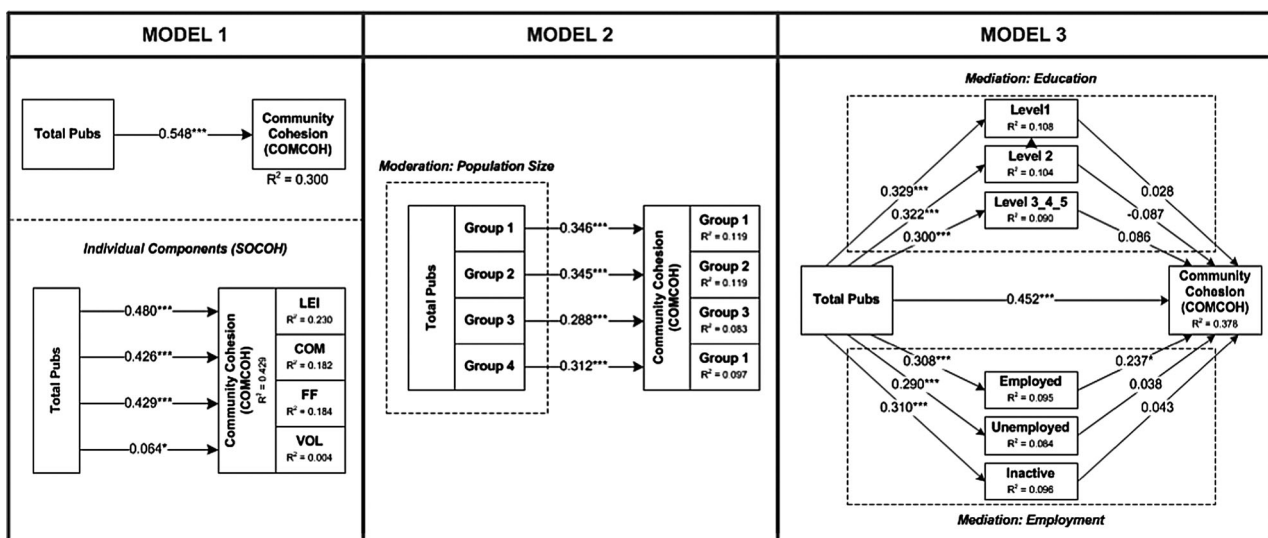 MODEL 1
Total Pubs
0.548***
Community
Cohesion
(COMCOH)
R² = 0.300
Individual Components (SOCOH)
Total Pubs
0.480***
0.426***
0.429***
0.064*
Community Cohesion
(COMCOH)
R² = 0.429
LEI
R² = 0.230
COM
R² = 0.182
FF
R² = 0.184
VOL
R² = 0.004
MODEL 2
Moderation: Population Size
Total Pubs
Group 1
Group 2
Group 3
Group 4
0.346***
0.345***
0.288***
0.312***
Community Cohesion
(COMCOH)
Group 1
R² = 0.119
Group 2
R² = 0.119
Group 3
R² = 0.083
Group 1
R² = 0.097
MODEL 3
Mediation: Education
Level1
R² = 0.108
Level 2
R² = 0.104
Level 3_4_5
R² = 0.090
0.329***
0.322***
0.300***
0.028
-0.087
0.086
Total Pubs
0.452***
Community
Cohesion
(COMCOH)
R² = 0.378
0.308***
0.290***
0.310***
0.237*
0.038
0.043
Employed
R² = 0.095
Unemployed
R² = 0.084
Inactive
R² = 0.096
Mediation: Employment